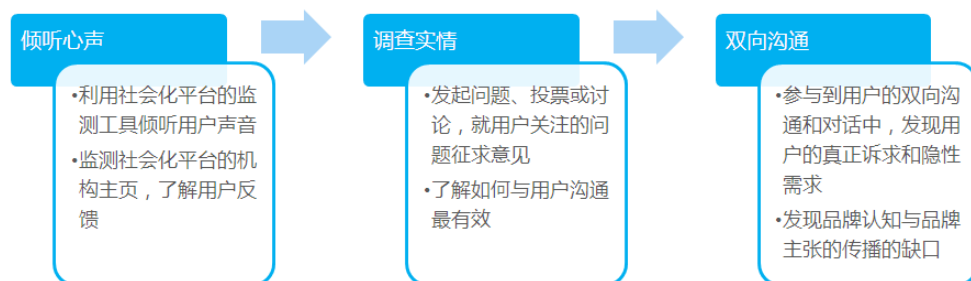 倾听心声
•利用社会化平台的监
测工具倾听用户声音
•监测社会化平台的机
构主页，了解用户反
馈
调查实情
•发起问题、投票或讨
论，就用户关注的问
题征求意见
•了解如何与用户沟通
最有效
双向沟通
•参与到用户的双向沟
通和对话中，发现用
户的真正诉求和隐性
需求
•发现品牌认知与品牌
主张的传播的缺口